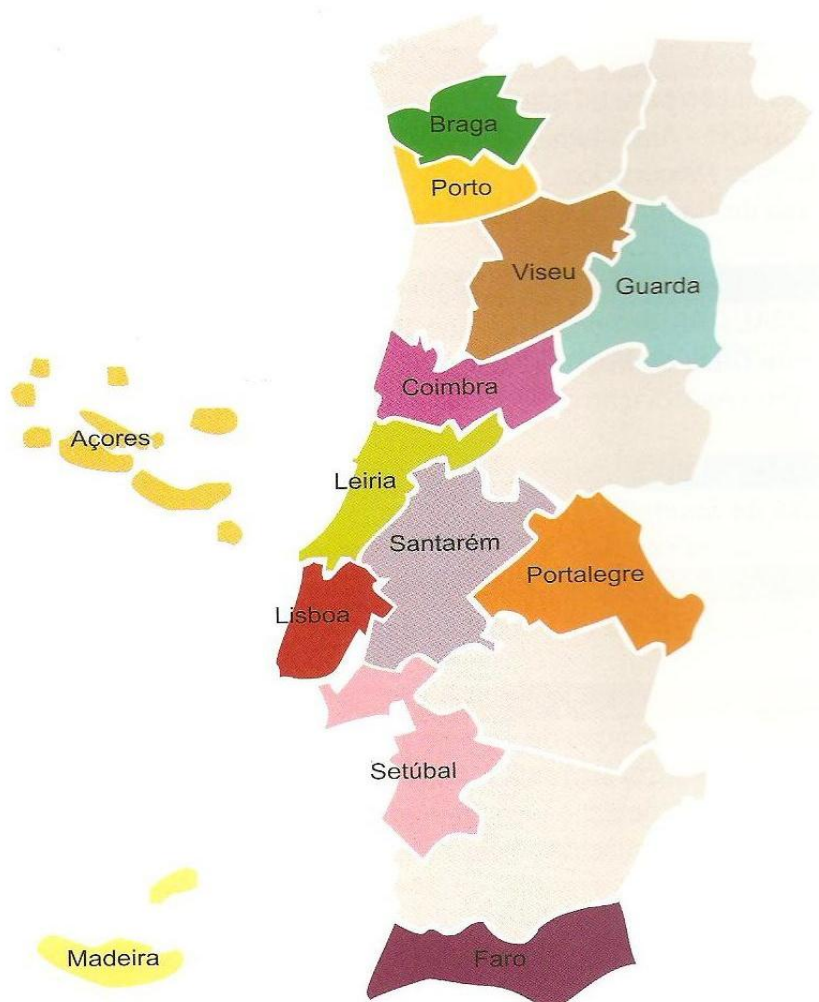 Braga
Porto
Viseu
Guarda
Coimbra
Açores
Leiria
Santarém
Portalegre
Lisboa
Setúbal
Madeira
Faro